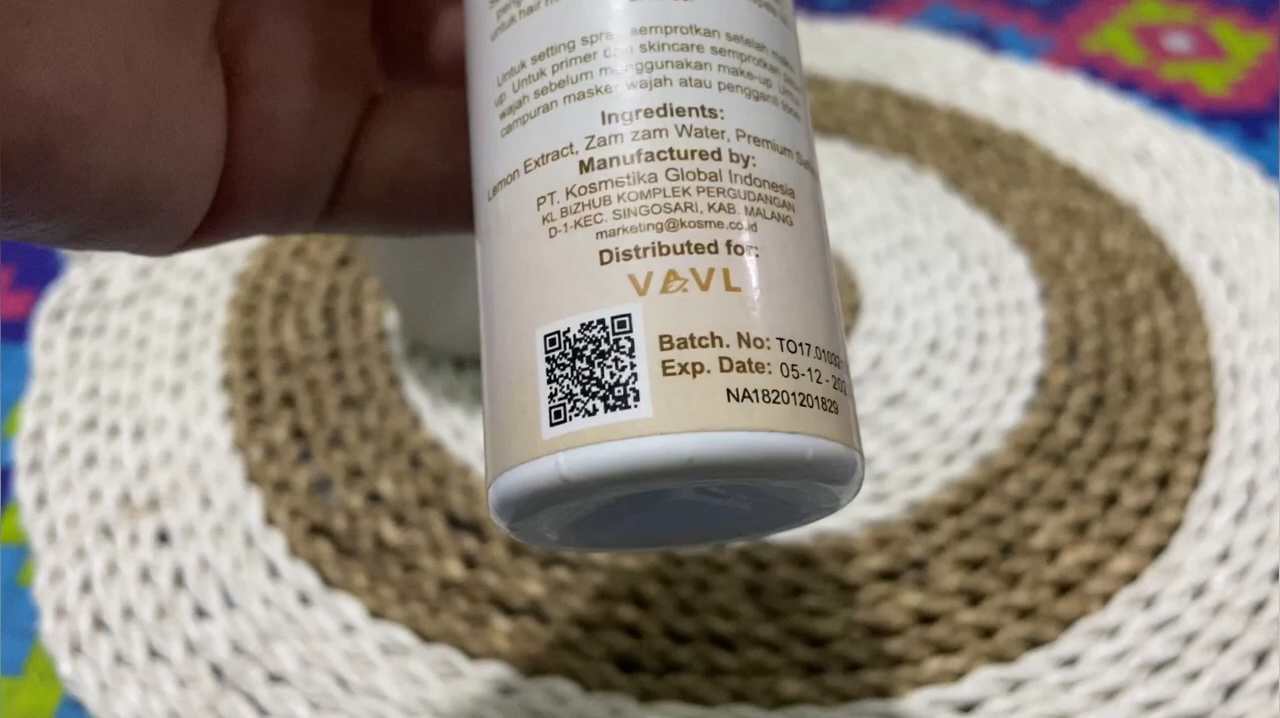 untuk hair
Untuk setting spray semprotkan setelah
up. Untuk primer dan skincare semprotkan
wajah sebelum menggunakan make-up.
campuran masker wajah atau pengganti
Ingredients:
Lemon Extract, Zam zam Water, Premium
Manufactured by:
PT. Kosmetika Global Indonesia
KL BIZHUB KOMPLEK PERGUDANGAN
D-1-KEC. SINGOSARI, KAB. MALANG
marketing@kosme.co.id
Distributed for:
VAVL
Batch. No:
Exp. Date: 05-12-
NA18201201829